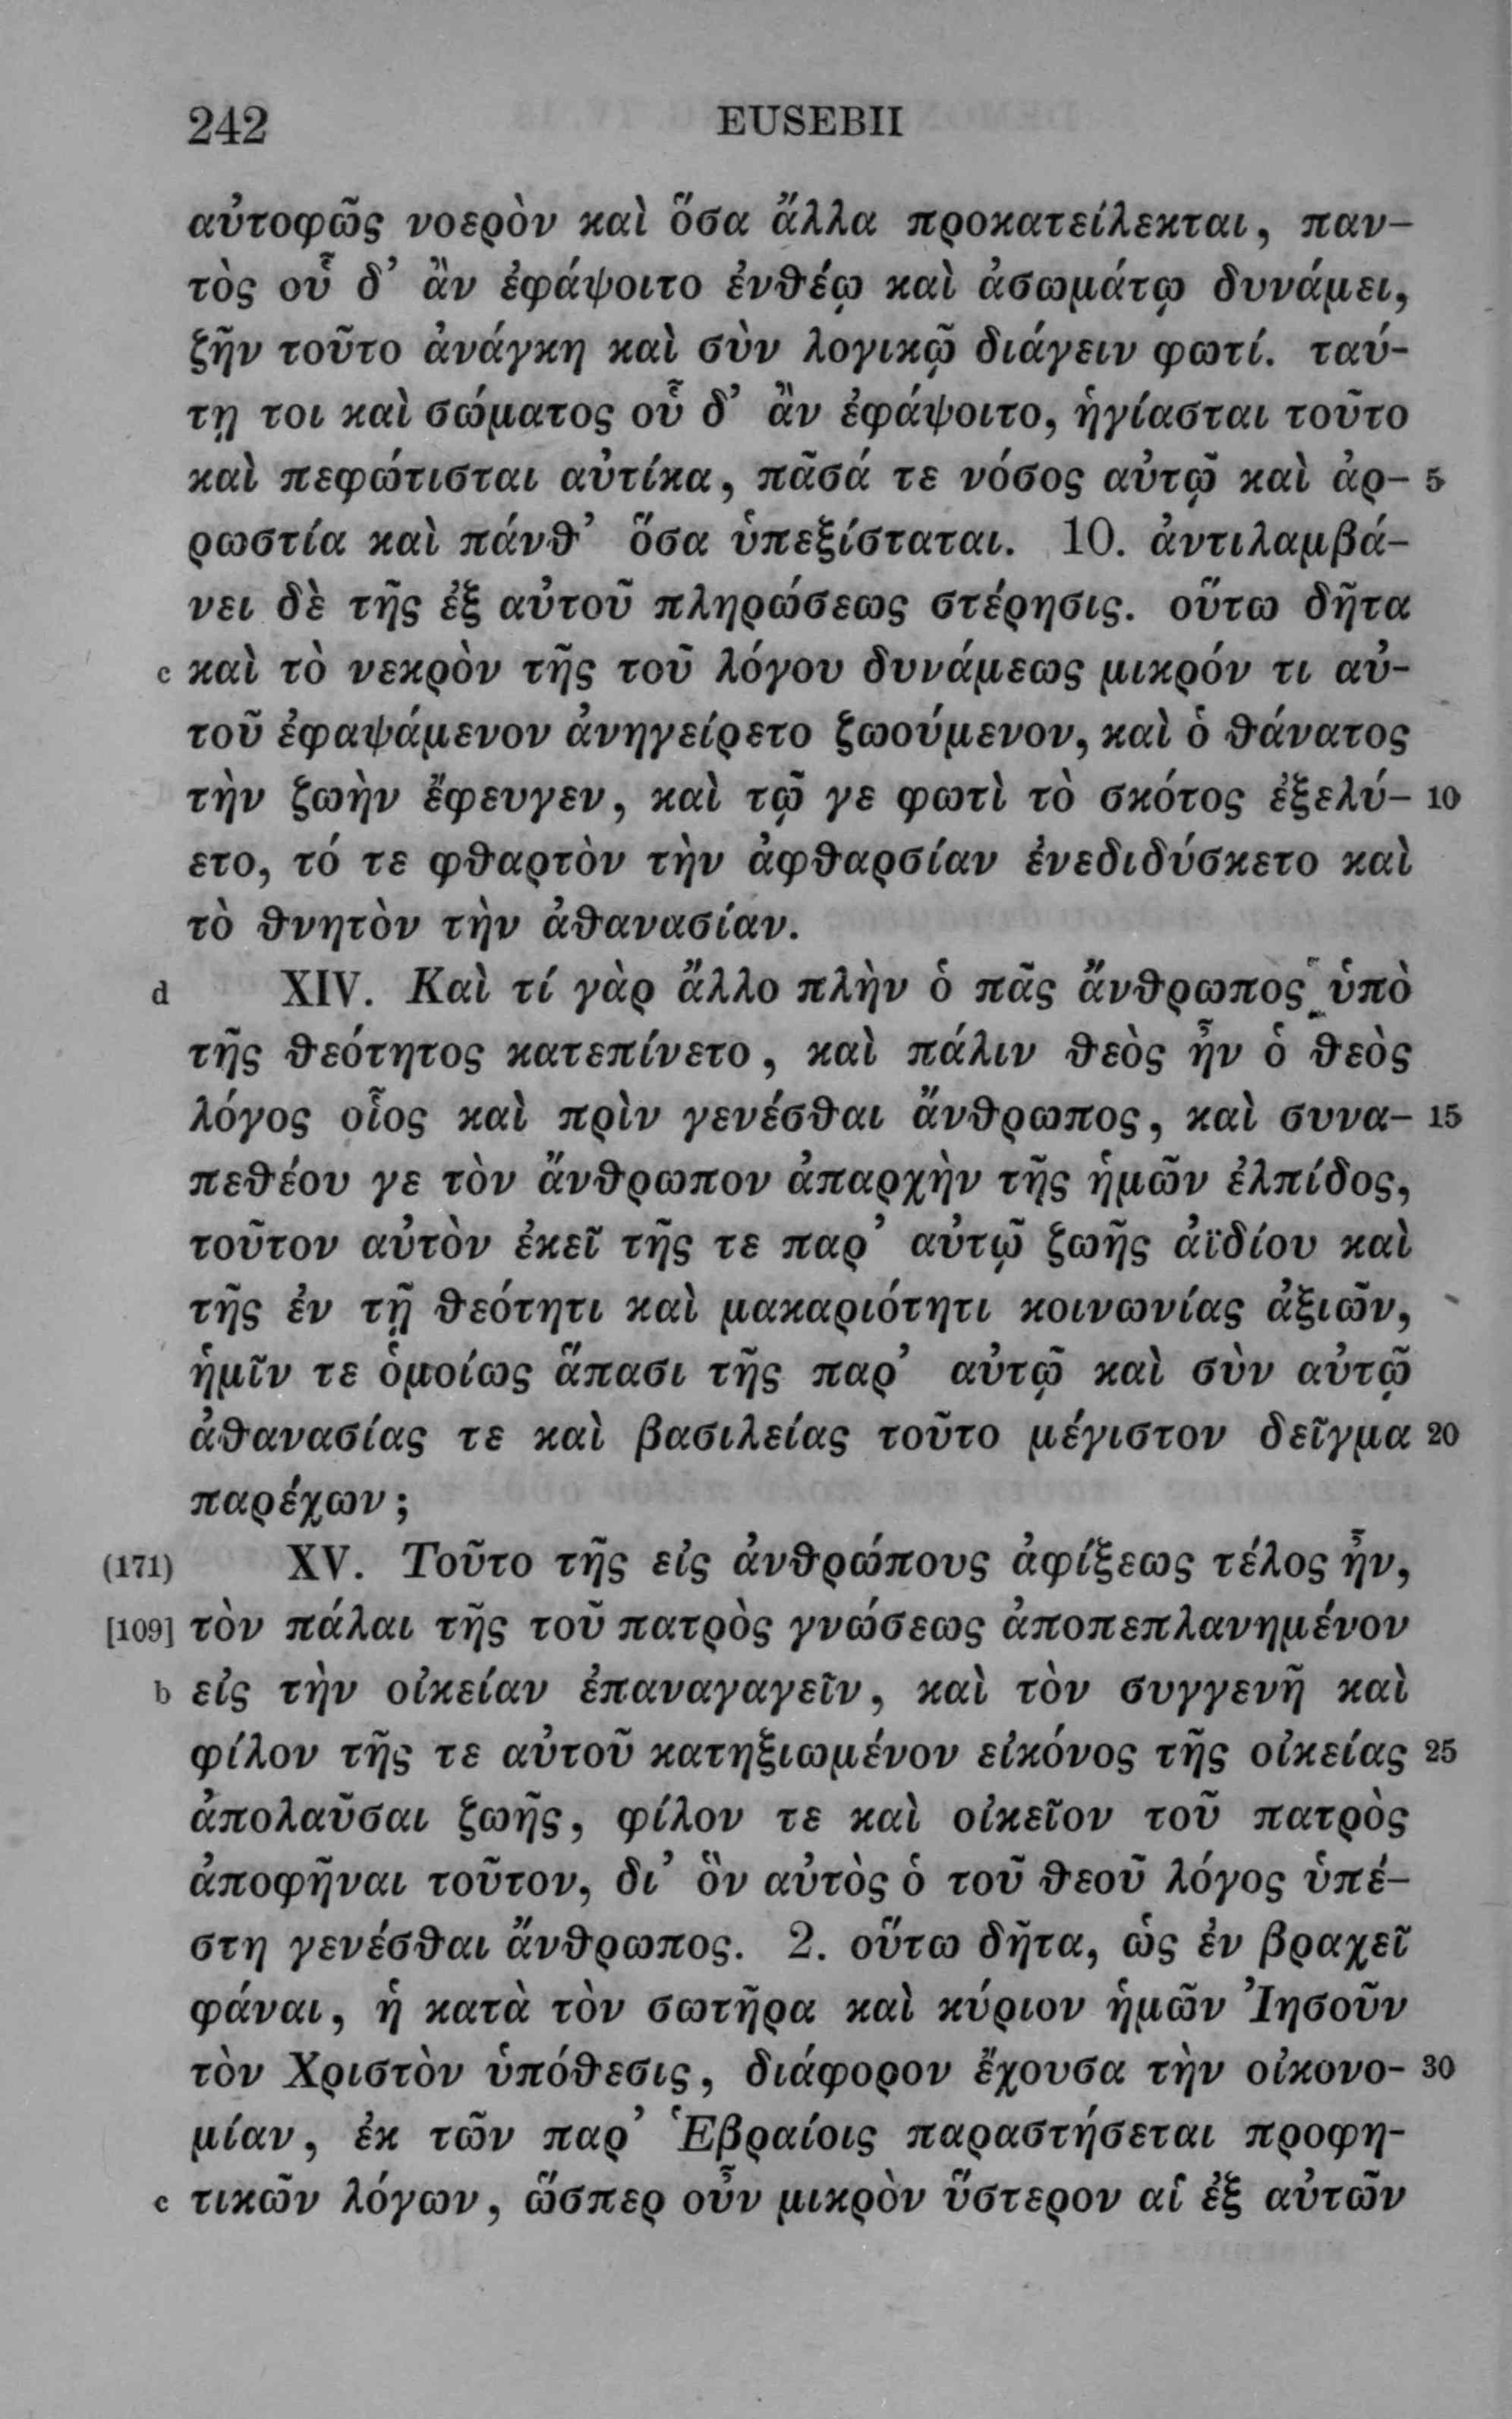 242 EUSEBII
αὐτοφῶς νοερὸν καὶ ὅσα ἄλλα προκατείλεκται, παν-
τὸς οὗ δ’ ἂν ἐφάψοιτο ἐνθέῳ καὶ ἀσωμάτῳ δυνάμει,
ζῆν τοῦτο ἀνάγκη καὶ σὺν λογικῷ διάγειν φωτί. ταύ-
τῃ τοι καὶ σώματος οὗ δ’ ἂν ἐφάψοιτο, ἡγίασται τοῦτο
καὶ πεφώτισται αὐτίκα, πᾶσά τε νόσος αὐτῷ καὶ ἀρ- 5
ρωστία καὶ πάνθ’ ὅσα ὑπεξίσταται. 10. ἀντιλαμβά-
νει δὲ τῆς ἐξ αὐτοῦ πληρώσεως στέρησις. οὕτω δῆτα
c καὶ τὸ νεκρὸν τῆς τοῦ λόγου δυνάμεως μικρόν τι αὐ-
τοῦ ἐφαψάμενον ἀνηγείρετο ζωούμενον, καὶ ὁ θάνατος
τὴν ζωὴν ἔφευγεν, καὶ τῷ γε φωτὶ τὸ σκότος ἐξελύ- 10
ετο, τό τε φθαρτὸν τὴν ἀφθαρσίαν ἐνεδιδύσκετο καὶ
τὸ θνητὸν τὴν ἀθανασίαν.
d XIV. Καὶ τί γὰρ ἄλλο πλὴν ὁ πᾶς ἄνθρωπος ὑπὸ
τῆς θεότητος κατεπίνετο, καὶ πάλιν θεὸς ἦν ὁ θεὸς
λόγος οἷος καὶ πρὶν γενέσθαι ἄνθρωπος, καὶ συνα- 15
πεθέου γε τὸν ἄνθρωπον ἀπαρχὴν τῆς ἡμῶν ἐλπίδος,
τοῦτον αὐτὸν ἐκεῖ τῆς τε παρ’ αὐτῷ ζωῆς ἀϊδίου καὶ
τῆς ἐν τῇ θεότητι καὶ μακαριότητι κοινωνίας ἀξιῶν,
ἡμῖν τε ὁμοίως ἅπασι τῆς παρ’ αὐτῷ καὶ σὺν αὐτῷ
ἀθανασίας τε καὶ βασιλείας τοῦτο μέγιστον δεῖγμα 20
παρέχων;
(171) XV. Τοῦτο τῆς εἰς ἀνθρώπους ἀφίξεως τέλος ἦν,
[109] τὸν πάλαι τῆς τοῦ πατρὸς γνώσεως ἀποπεπλανημένον
b εἰς τὴν οἰκείαν ἐπαναγαγεῖν, καὶ τὸν συγγενῆ καὶ
φίλον τῆς τε αὐτοῦ κατηξιωμένον εἰκόνος τῆς οἰκείας 25
ἀπολαῦσαι ζωῆς, φίλον τε καὶ οἰκεῖον τοῦ πατρὸς
ἀποφῆναι τοῦτον, δι’ ὃν αὐτὸς ὁ τοῦ θεοῦ λόγος ὑπέ-
στη γενέσθαι ἄνθρωπος. 2. οὕτω δῆτα, ὡς ἐν βραχεῖ
φάναι, ἡ κατὰ τὸν σωτῆρα καὶ κύριον ἡμῶν Ἰησοῦν
τὸν Χριστὸν ὑπόθεσις, διάφορον ἔχουσα τὴν οἰκονο- 30
μίαν, ἐκ τῶν παρ’ Ἑβραίοις παραστήσεται προφη-
c τικῶν λόγων, ὥσπερ οὖν μικρὸν ὕστερον αἱ ἐξ αὐτῶν